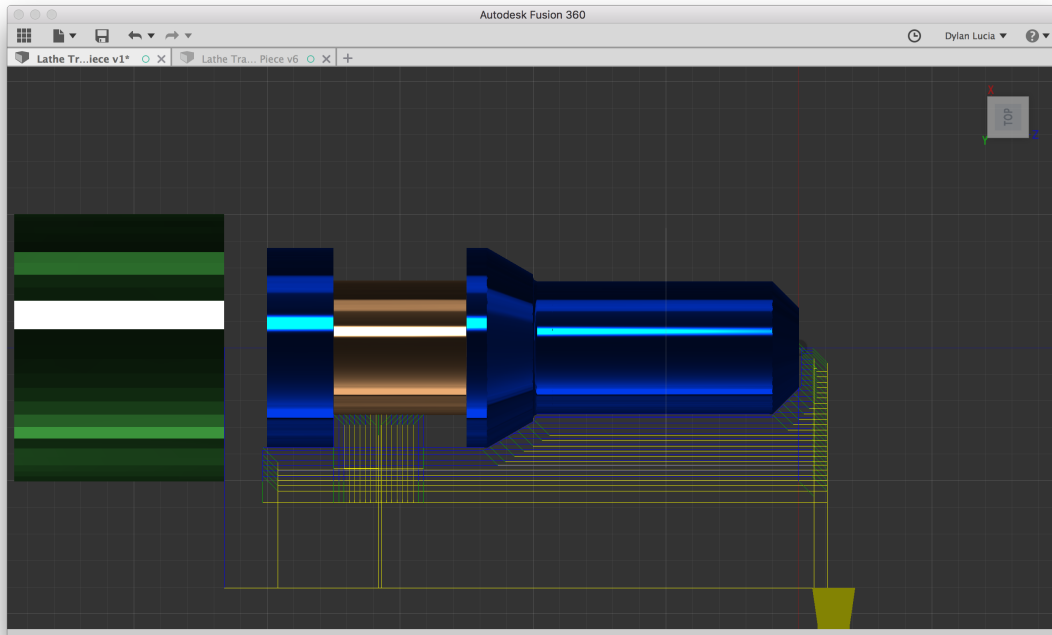 Autodesk Fusion 360
Dylan Lucia
?
Lathe Tr...iece v1*
Lathe Tra... Piece v6
X
TOP
Y
Z